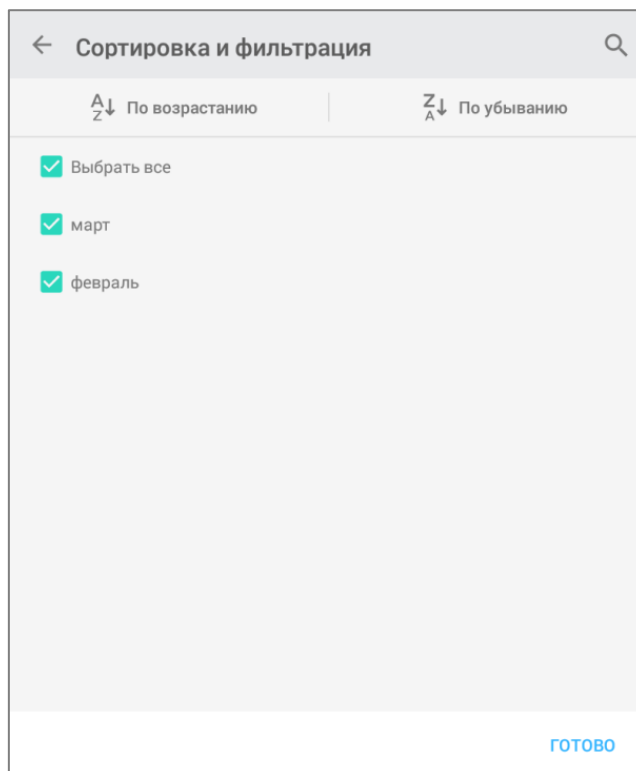 Сортировка и фильтрация
A Z По возрастанию Z A По убыванию
Выбрать все
март
февраль
ГОТОВО